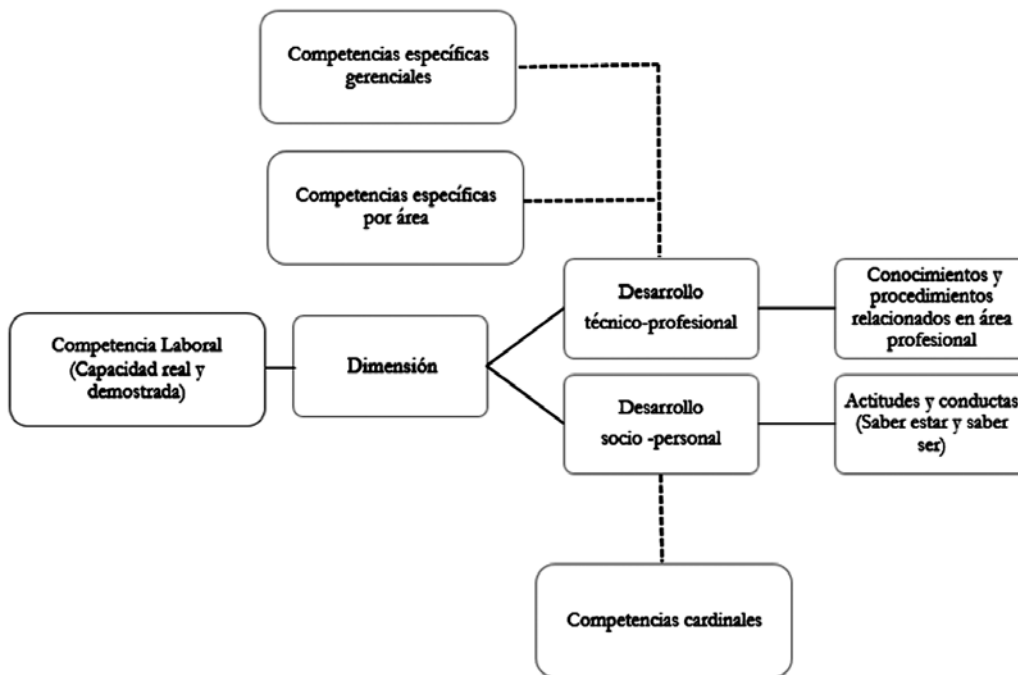 Competencias específicas
gerenciales
Competencias específicas
por área
Desarrollo
técnico-profesional
Conocimientos y
procedimientos
relacionados en área
profesional
Competencia Laboral
(Capacidad real y
demostrada)
Dimensión
Desarrollo
socio -personal
Actitudes y conductas
(Saber estar y saber
ser)
Competencias cardinales